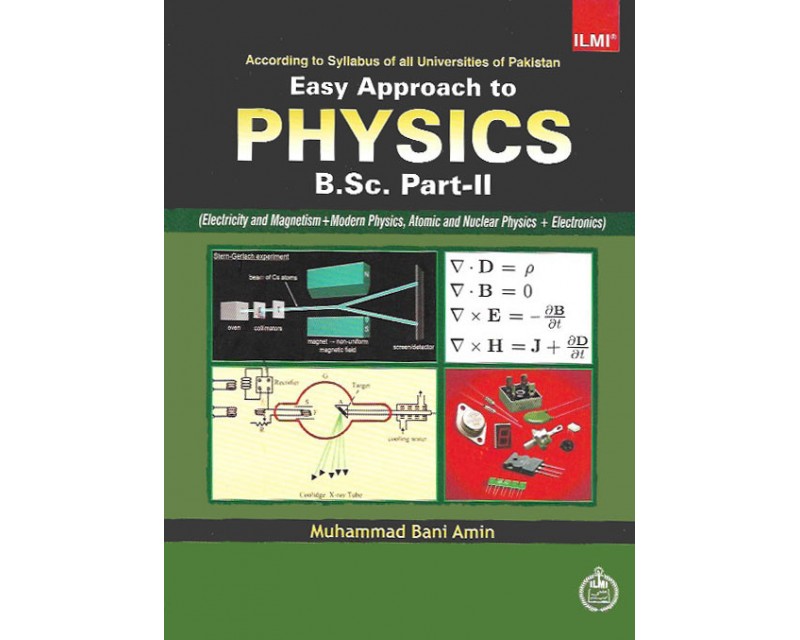 ILMI®
According to Syllabus of all Universities of Pakistan
Easy Approach to
PHYSICS
B.Sc. Part-II
(Electricity and Magnetism+Modern Physics, Atomic and Nuclear Physics + Electronics)
Stern-Gerlach experiment
beam of Cs atoms
N
S
oven
collimators
magnet → non-uniform
magnetic field
screen/detector
∇ · D = ρ
∇ · B = 0
∇ × E = −∂B/∂t
∇ × H = J + ∂D/∂t
Rectifier
G
Target
cooling water
Coolidge X-ray Tube
Muhammad Bani Amin
ILMI